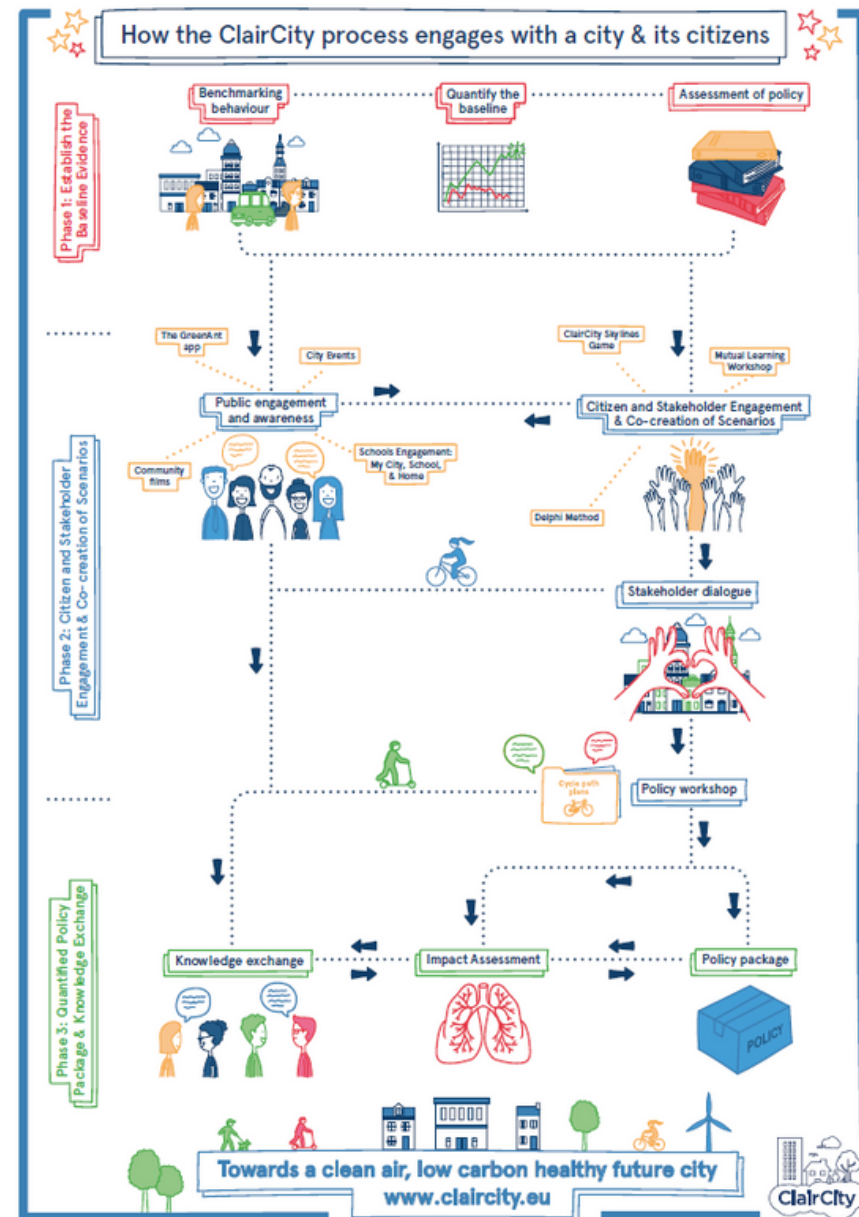 How the ClairCity process engages with a city & its citizens
Phase 1: Establish the
Baseline Evidence
Benchmarking
behaviour
Quantify the
baseline
Assessment of policy
Phase 2: Citizen and Stakeholder
Engagement & Co-creation of Scenarios
The GreenAnt
app
City Events
Public engagement
and awareness
Community
films
Schools Engagement:
My City, School,
& Home
ClairCity Skylines
Game
Mutual Learning
Workshop
Citizen and Stakeholder Engagement
& Co-creation of Scenarios
Delphi Method
Stakeholder dialogue
Cycle path
plans
Policy workshop
Phase 3: Quantified Policy
Package & Knowledge Exchange
Knowledge exchange
Impact Assessment
Policy package
POLICY
Towards a clean air, low carbon healthy future city
www.claircity.eu
ClairCity